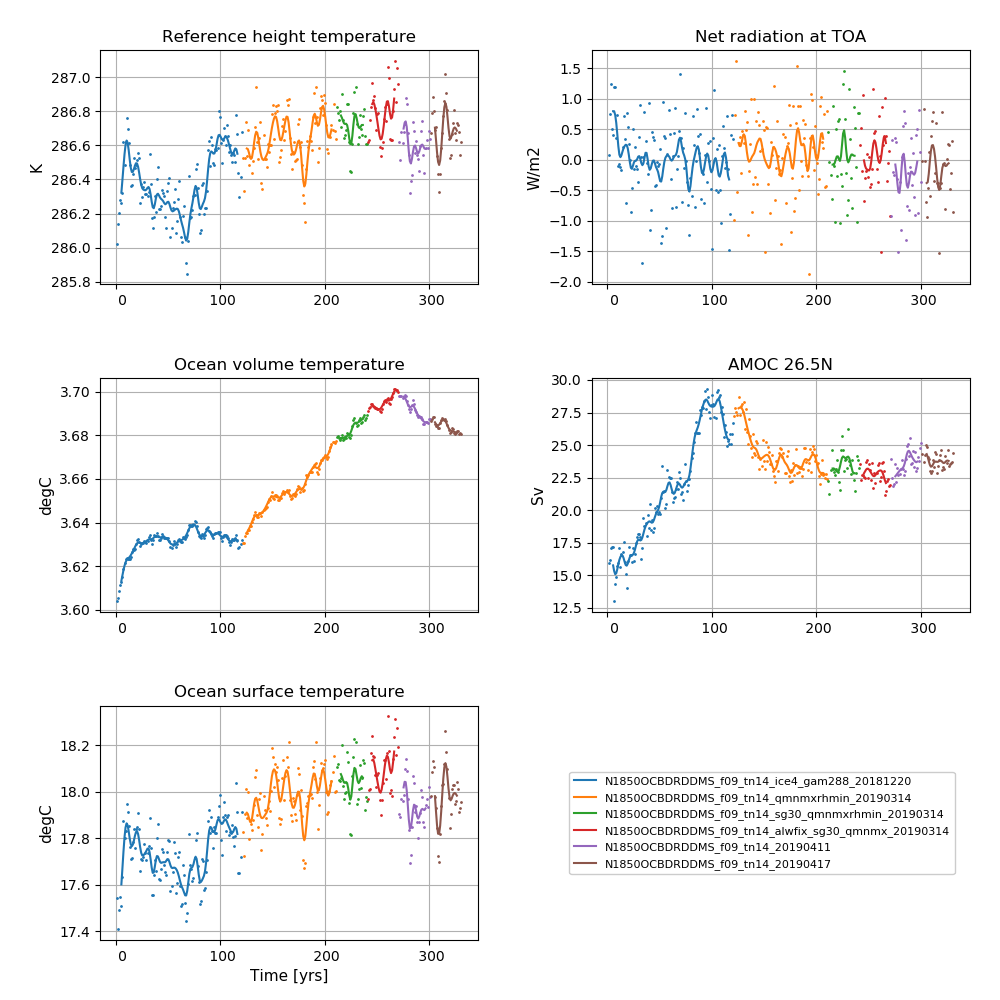 Reference height temperature
K
287.0
286.8
286.6
286.4
286.2
286.0
285.8
0 100 200 300
Net radiation at TOA
W/m2
1.5
1.0
0.5
0.0
−0.5
−1.0
−1.5
−2.0
0 100 200 300
Ocean volume temperature
degC
3.70
3.68
3.66
3.64
3.62
3.60
0 100 200 300
AMOC 26.5N
Sv
30.0
27.5
25.0
22.5
20.0
17.5
15.0
12.5
0 100 200 300
Ocean surface temperature
degC
18.2
18.0
17.8
17.6
17.4
0 100 200 300
Time [yrs]
N1850OCBDRDDMS_f09_tn14_ice4_gam288_20181220
N1850OCBDRDDMS_f09_tn14_qmnmxrhmin_20190314
N1850OCBDRDDMS_f09_tn14_sg30_qmnmxrhmin_20190314
N1850OCBDRDDMS_f09_tn14_alwfix_sg30_qmnmx_20190314
N1850OCBDRDDMS_f09_tn14_20190411
N1850OCBDRDDMS_f09_tn14_20190417